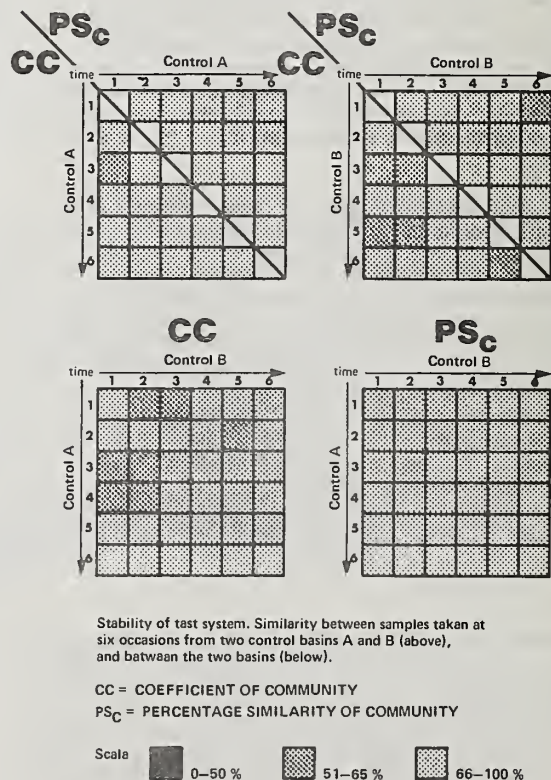 PSC PSC
CC Control A CC Control B
time time
1 2 3 4 5 6 1 2 3 4 5 6
Control A Control B
1 1
2 2
3 3
4 4
5 5
6 6
CC PSC
Control B Control B
time time
1 2 3 4 5 6 1 2 3 4 5 6
Control A Control A
1 1
2 2
3 3
4 4
5 5
6 6
Stability of tast system. Similarity between samples takan at
six occasions from two control basins A and B (above),
and batwaan the two basins (below).
CC = COEFFICIENT OF COMMUNITY
PSC = PERCENTAGE SIMILARITY OF COMMUNITY
Scala 0–50 % 51–65 % 66–100 %